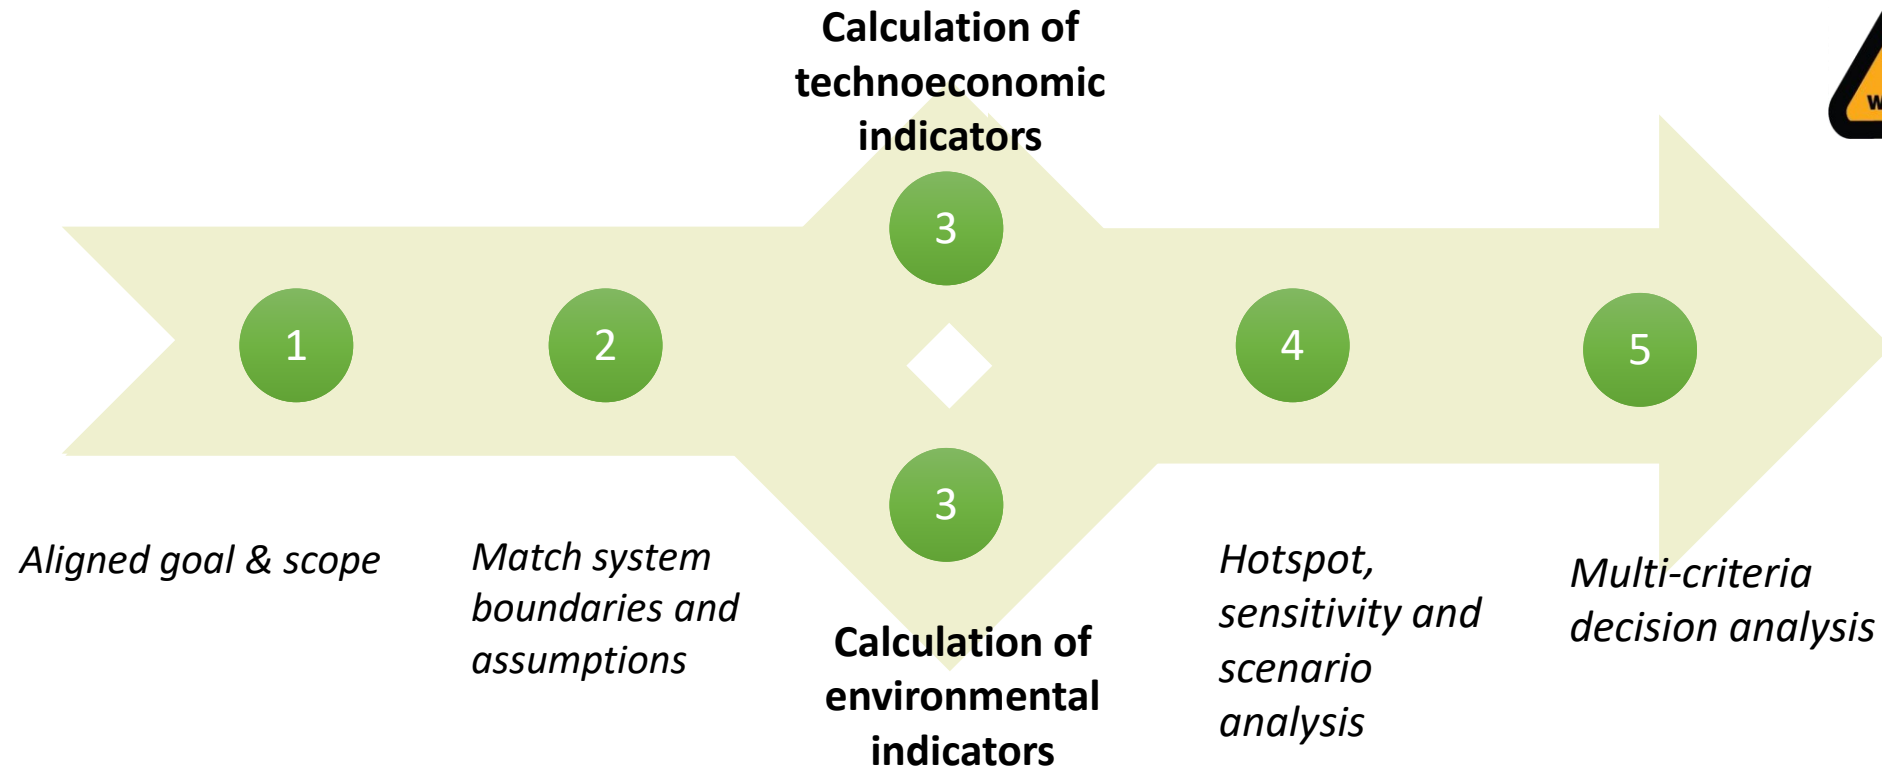 Calculation of
technoeconomic
indicators
3
1
2
4
5
3
Aligned goal & scope
Match system
boundaries and
assumptions
Calculation of
environmental
indicators
Hotspot,
sensitivity and
scenario
analysis
Multi-criteria
decision analysis